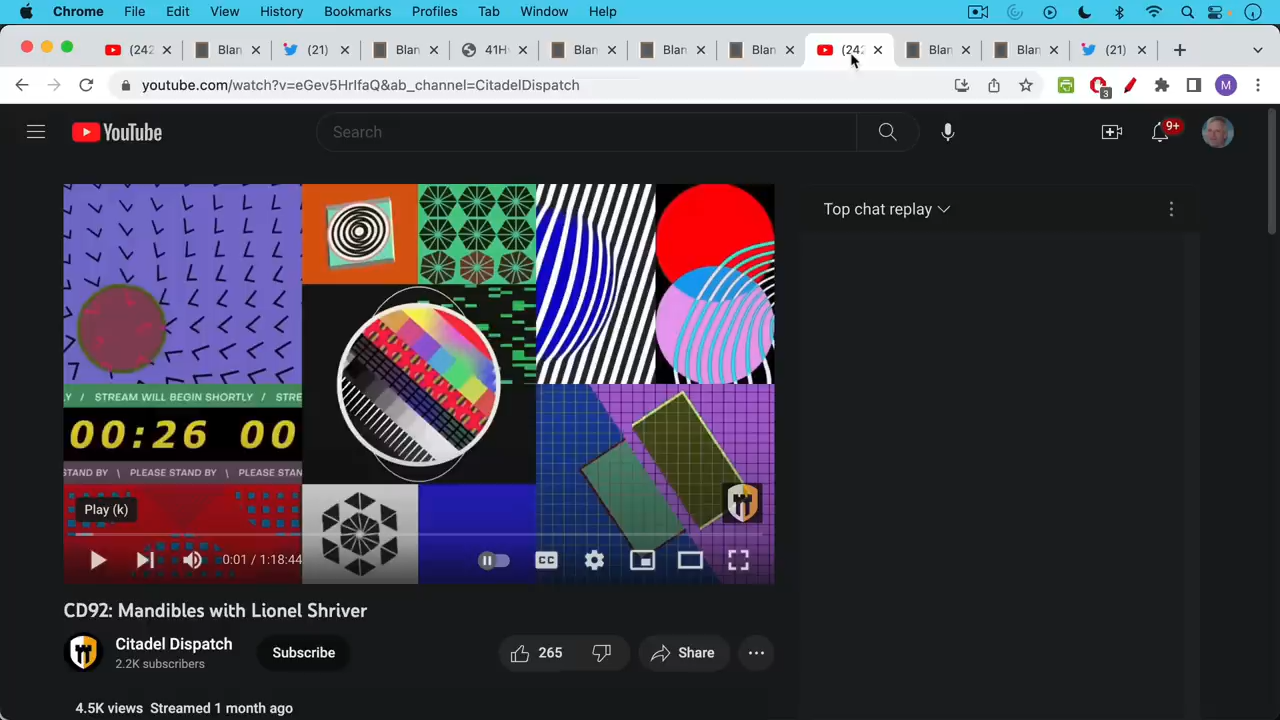 Chrome File Edit View History Bookmarks Profiles Tab Window Help
(242 Blan (21) Blan 41H Blan Blan Blan (242 Blan Blan (21)
youtube.com/watch?v=eGev5HrIfaQ&ab_channel=CitadelDispatch
3
M
YouTube
Search
9+
Top chat replay
Y / STREAM WILL BEGIN SHORTLY / STRE
00:26 00
STAND BY \ PLEASE STAND BY \ PLEASE STAN
Play (k)
0:01 / 1:18:44
CC
CD92: Mandibles with Lionel Shriver
Citadel Dispatch
2.2K subscribers
Subscribe
265
Share
4.5K views Streamed 1 month ago